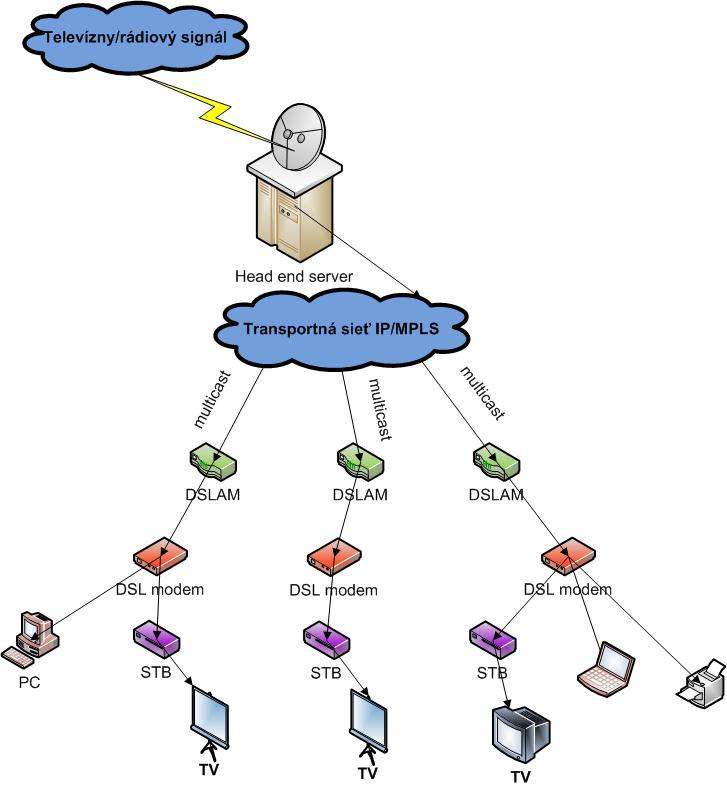 Televízny/rádiový signál
Head end server
Transportná sieť IP/MPLS
multicast
multicast
multicast
DSLAM
DSLAM
DSLAM
DSL modem
DSL modem
DSL modem
PC
STB
STB
STB
TV
TV
TV